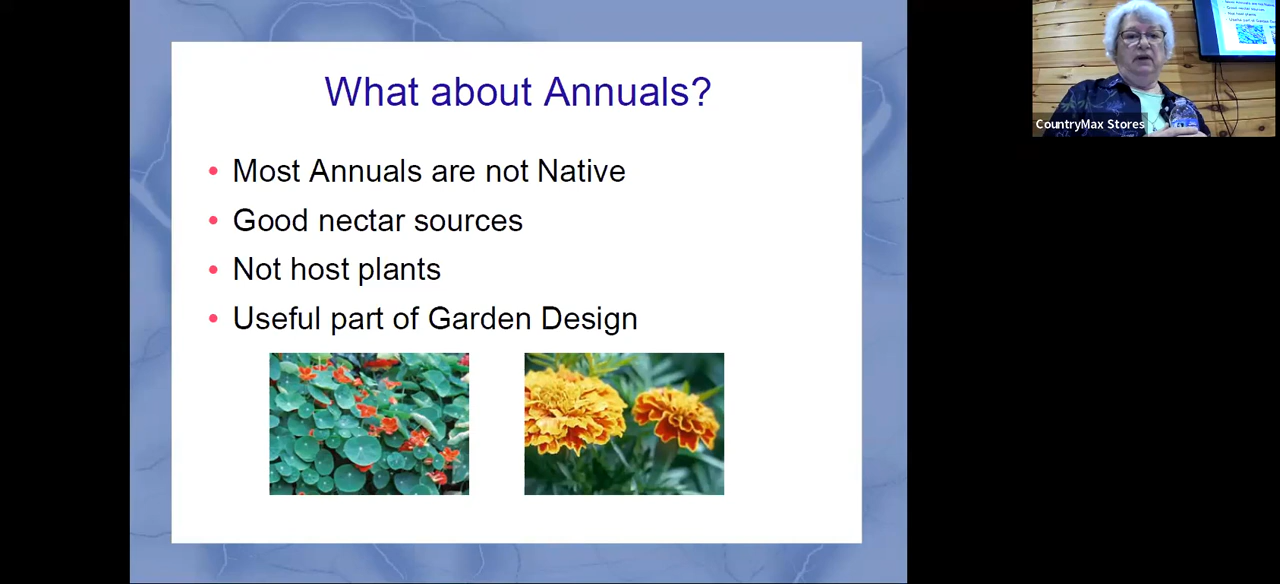 What about Annuals?
• Most Annuals are not Native
• Good nectar sources
• Not host plants
• Useful part of Garden Design
CountryMax Stores